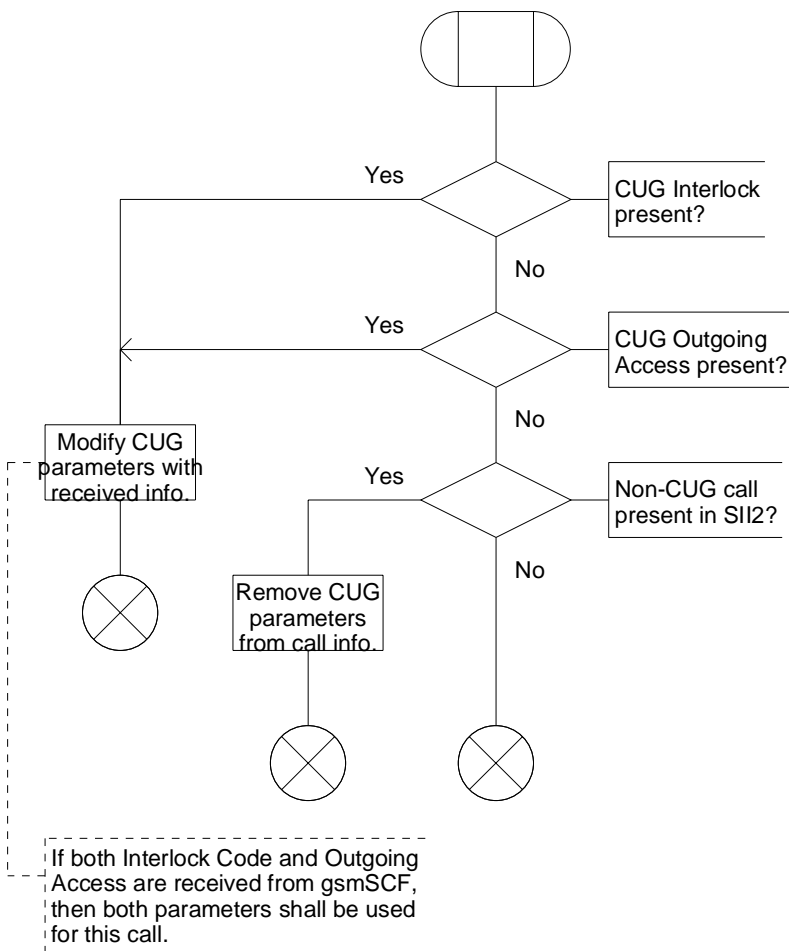 Yes
CUG Interlock
present?
No
Yes
CUG Outgoing
Access present?
No
Modify CUG
parameters with
received info.
Yes
Non-CUG call
present in SII2?
No
Remove CUG
parameters
from call info.
If both Interlock Code and Outgoing
Access are received from gsmSCF,
then both parameters shall be used
for this call.